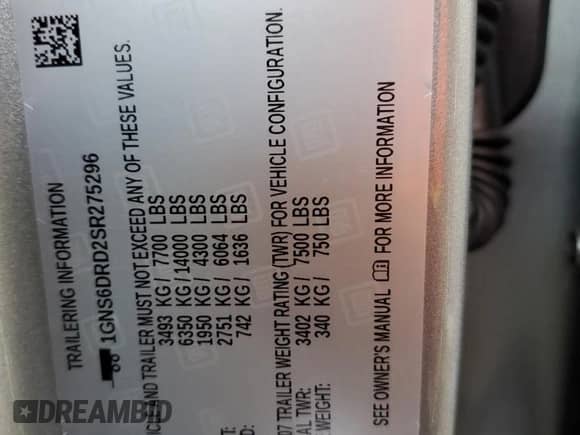 TRAILERING INFORMATION
1GNS6DRD2SR275296
AND TRAILER MUST NOT EXCEED ANY OF THESE VALUES.
3493 KG/ 7700 LBS
6350 KG/ 14000 LBS
1950 KG/ 4300 LBS
2751 KG/ 6064 LBS
742 KG/ 1636 LBS
TRAILER WEIGHT RATING (TWR) FOR VEHICLE CONFIGURATION.
TWR: 3402 KG/ 7500 LBS
WEIGHT: 340 KG/ 750 LBS
SEE OWNER'S MANUAL FOR MORE INFORMATION
DREAMBID